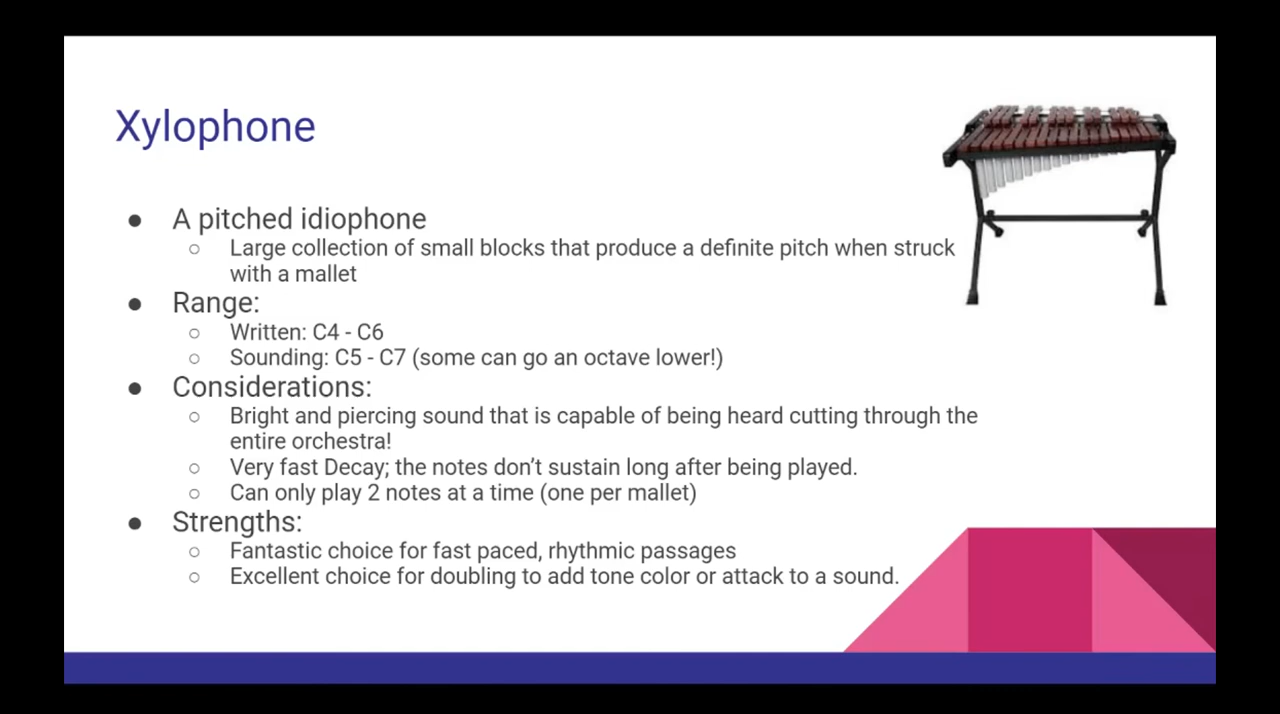 Xylophone
● A pitched idiophone
○ Large collection of small blocks that produce a definite pitch when struck
with a mallet
● Range:
○ Written: C4 - C6
○ Sounding: C5 - C7 (some can go an octave lower!)
● Considerations:
○ Bright and piercing sound that is capable of being heard cutting through the
entire orchestra!
○ Very fast Decay; the notes don’t sustain long after being played.
○ Can only play 2 notes at a time (one per mallet)
● Strengths:
○ Fantastic choice for fast paced, rhythmic passages
○ Excellent choice for doubling to add tone color or attack to a sound.